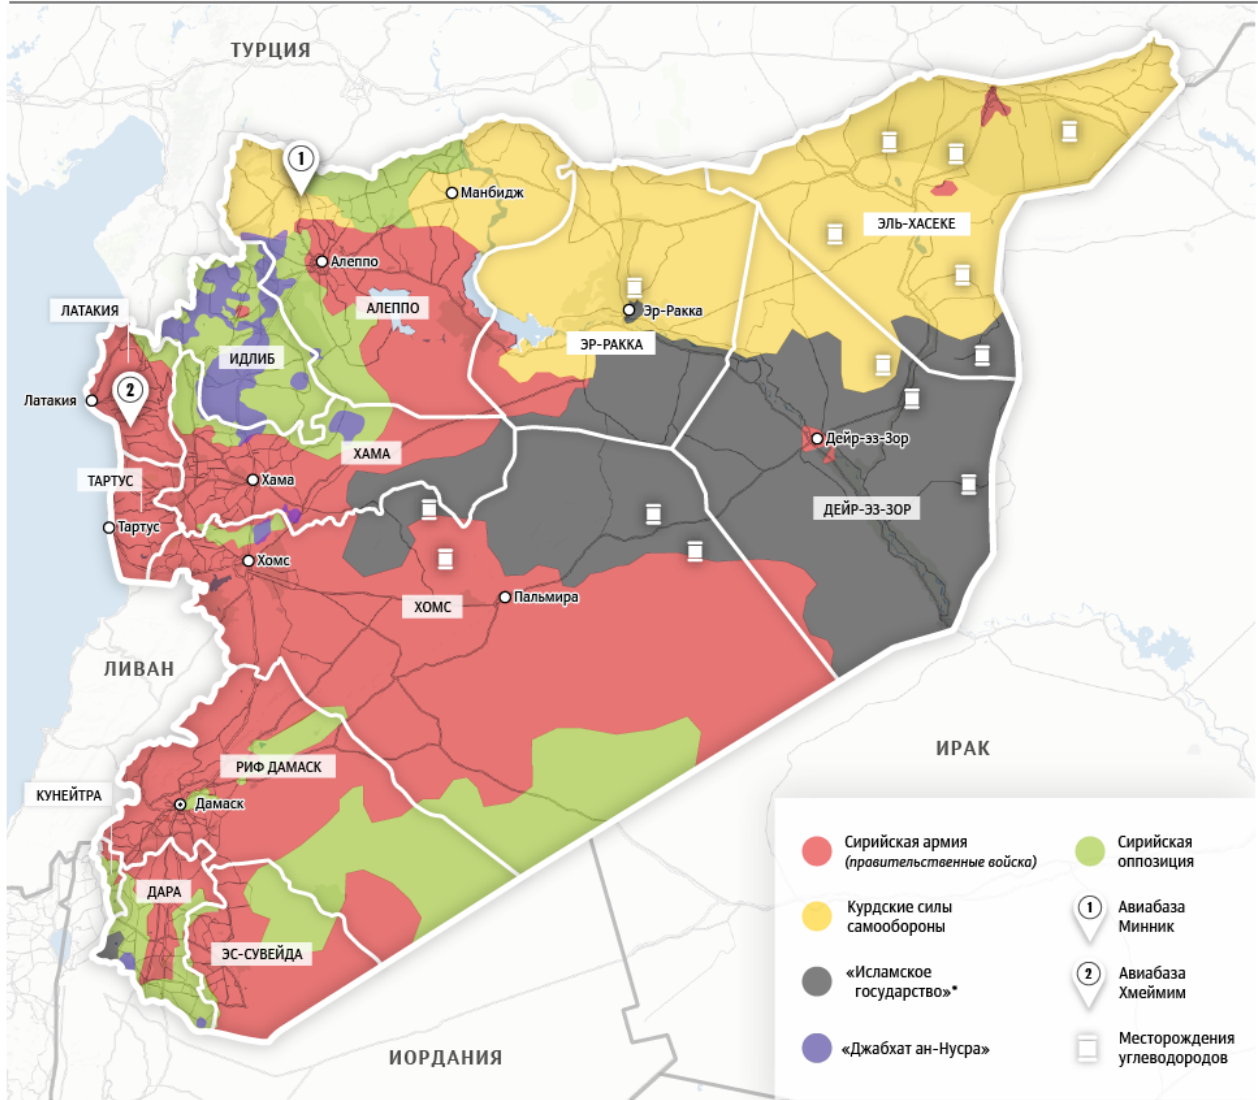 ТУРЦИЯ
1
Манбидж
ЭЛЬ-ХАСЕКЕ
Алеппо
ЛАТАКИЯ
АЛЕППО
Эр-Ракка
ЭР-РАККА
ИДЛИБ
2
Латакия
Дейр-эз-Зор
ХАМА
ТАРТУС
Хама
ДЕЙР-ЭЗ-ЗОР
Тартус
Хомс
Пальмира
ХОМС
ЛИВАН
ИРАК
РИФ ДАМАСК
КУНЕЙТРА
Дамаск
ДАРА
ЭС-СУВЕЙДА
ИОРДАНИЯ
Сирийская армия
(правительственные войска)
Курдские силы
самообороны
«Исламское
государство»*
«Джабхат ан-Нусра»
Сирийская
оппозиция
1
Авиабаза
Минник
2
Авиабаза
Хмеймим
Месторождения
углеводородов